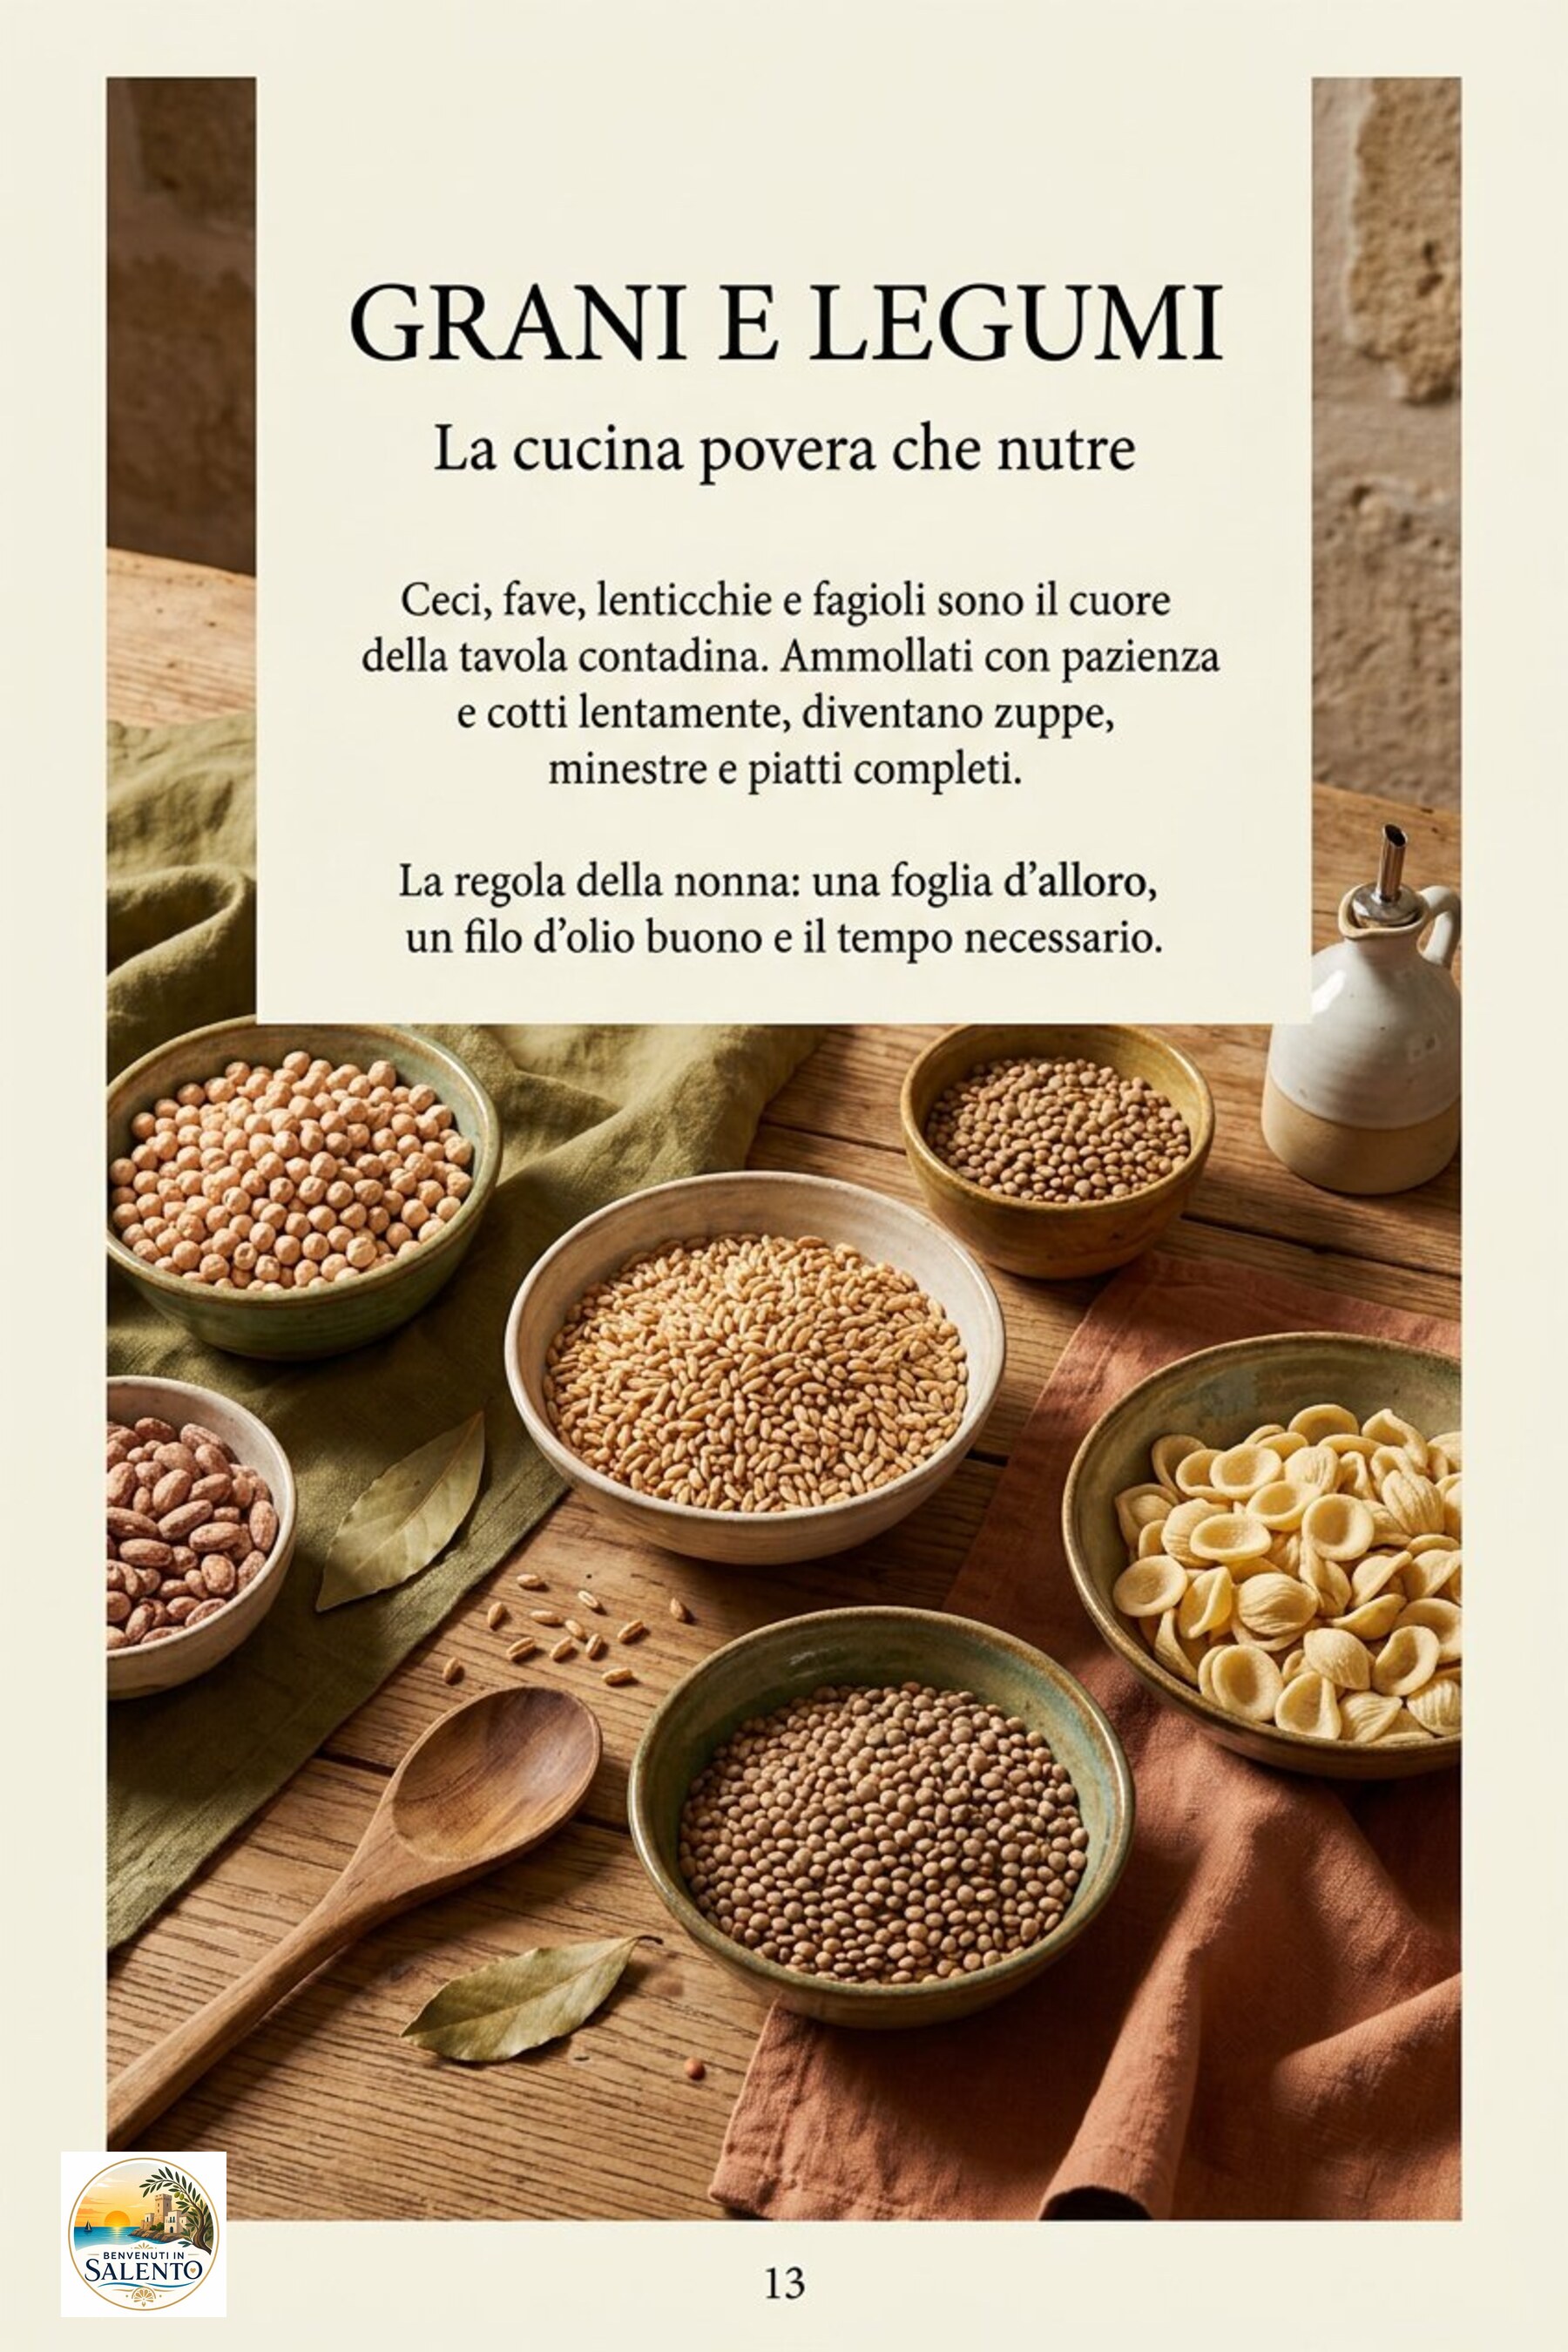 GRANI E LEGUMI
La cucina povera che nutre
Ceci, fave, lenticchie e fagioli sono il cuore
della tavola contadina. Ammollati con pazienza
e cotti lentamente, diventano zuppe,
minestre e piatti completi.
La regola della nonna: una foglia d’alloro,
un filo d’olio buono e il tempo necessario.
BENVENUTI IN
SALENTO
13